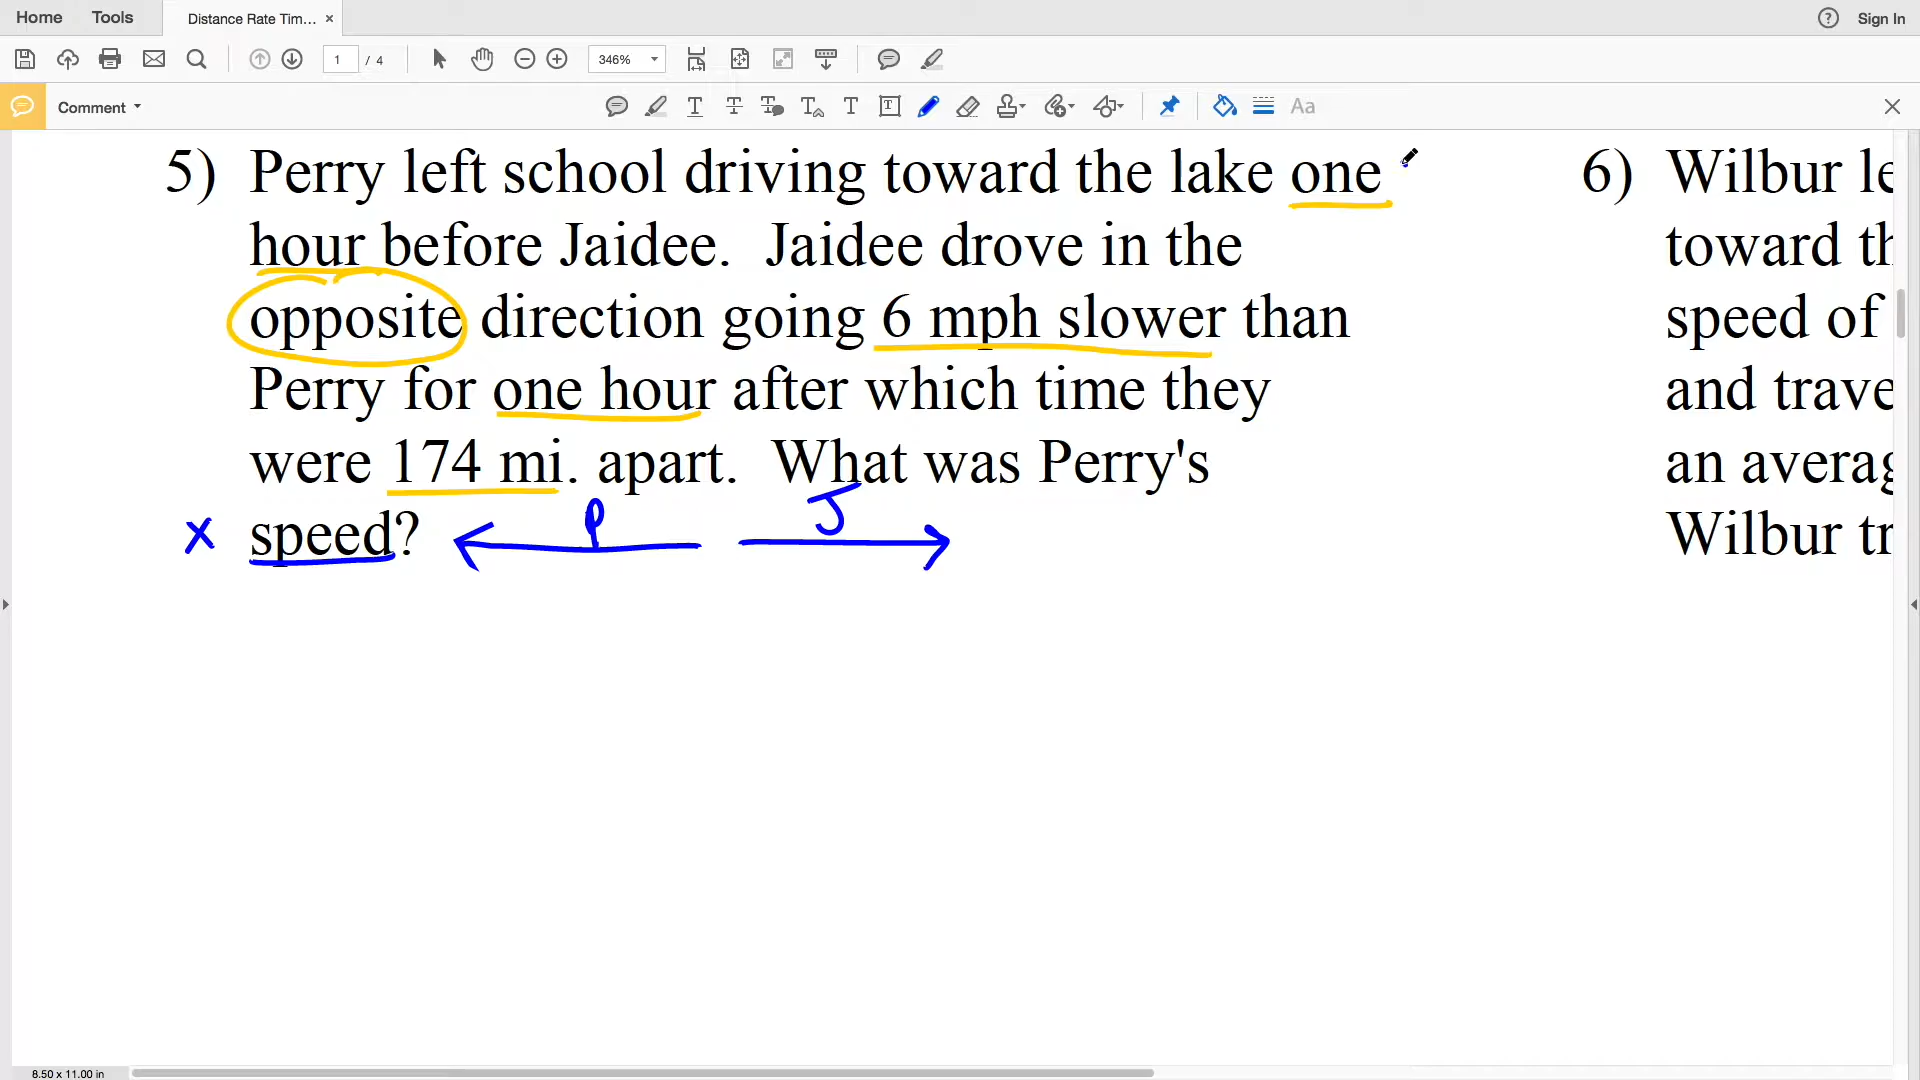 Home Tools Distance Rate Tim... × ? Sign In
1 / 4 346%
Comment T T T T T T Aa
5) Perry left school driving toward the lake one
hour before Jaidee. Jaidee drove in the
opposite direction going 6 mph slower than
Perry for one hour after which time they
were 174 mi. apart. What was Perry's
x speed? P J
6) Wilbur le
toward th
speed of
and trave
an averag
Wilbur tr
8.50 x 11.00 in